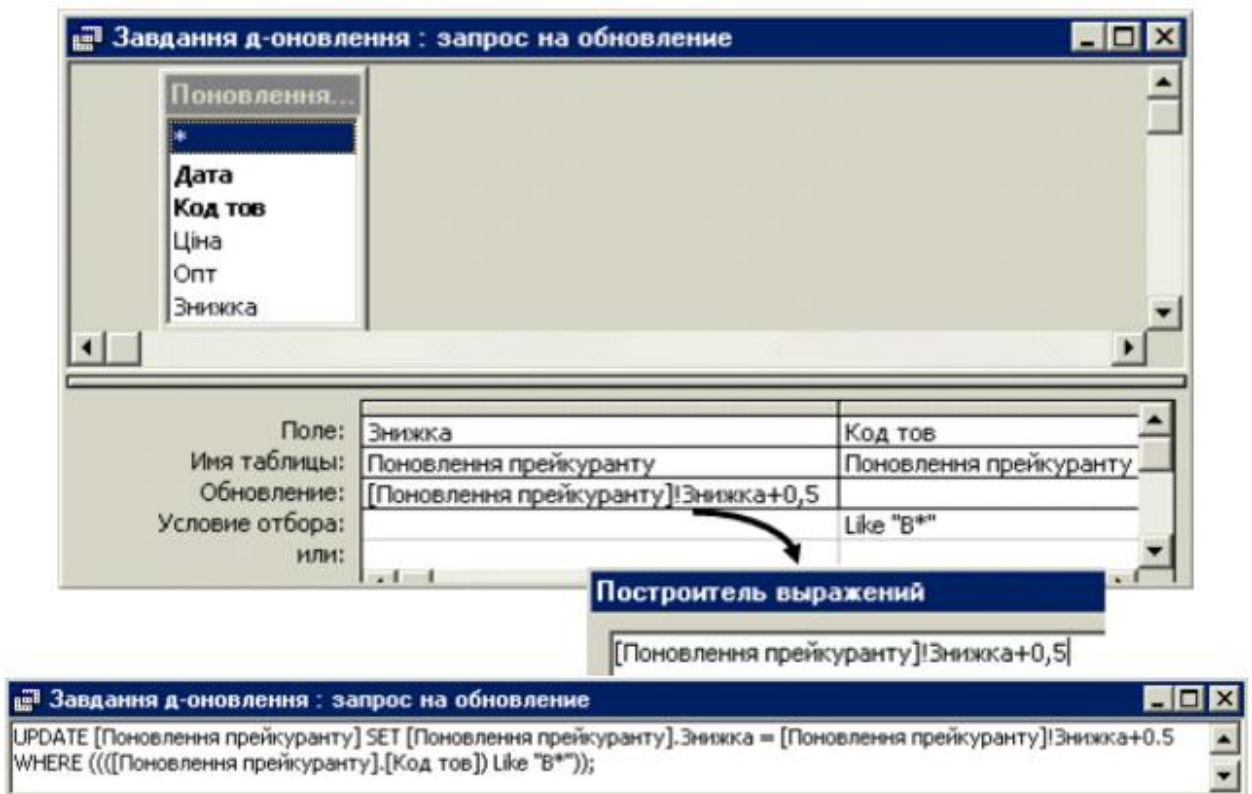 Завдання д-оновлення : запрос на обновление
Поновлення...
*
Дата
Код тов
Ціна
Опт
Знижка
Поле: Знижка Код тов
Имя таблицы: Поновлення прейкуранту Поновлення прейкуранту
Обновление: [Поновлення прейкуранту]!Знижка+0,5
Условие отбора: Like "В*"
или:
Построитель выражений
[Поновлення прейкуранту]!Знижка+0,5
Завдання д-оновлення : запрос на обновление
UPDATE [Поновлення прейкуранту] SET [Поновлення прейкуранту].Знижка = [Поновлення прейкуранту]!Знижка+0.5
WHERE ((([Поновлення прейкуранту].[Код тов]) Like "В*"));